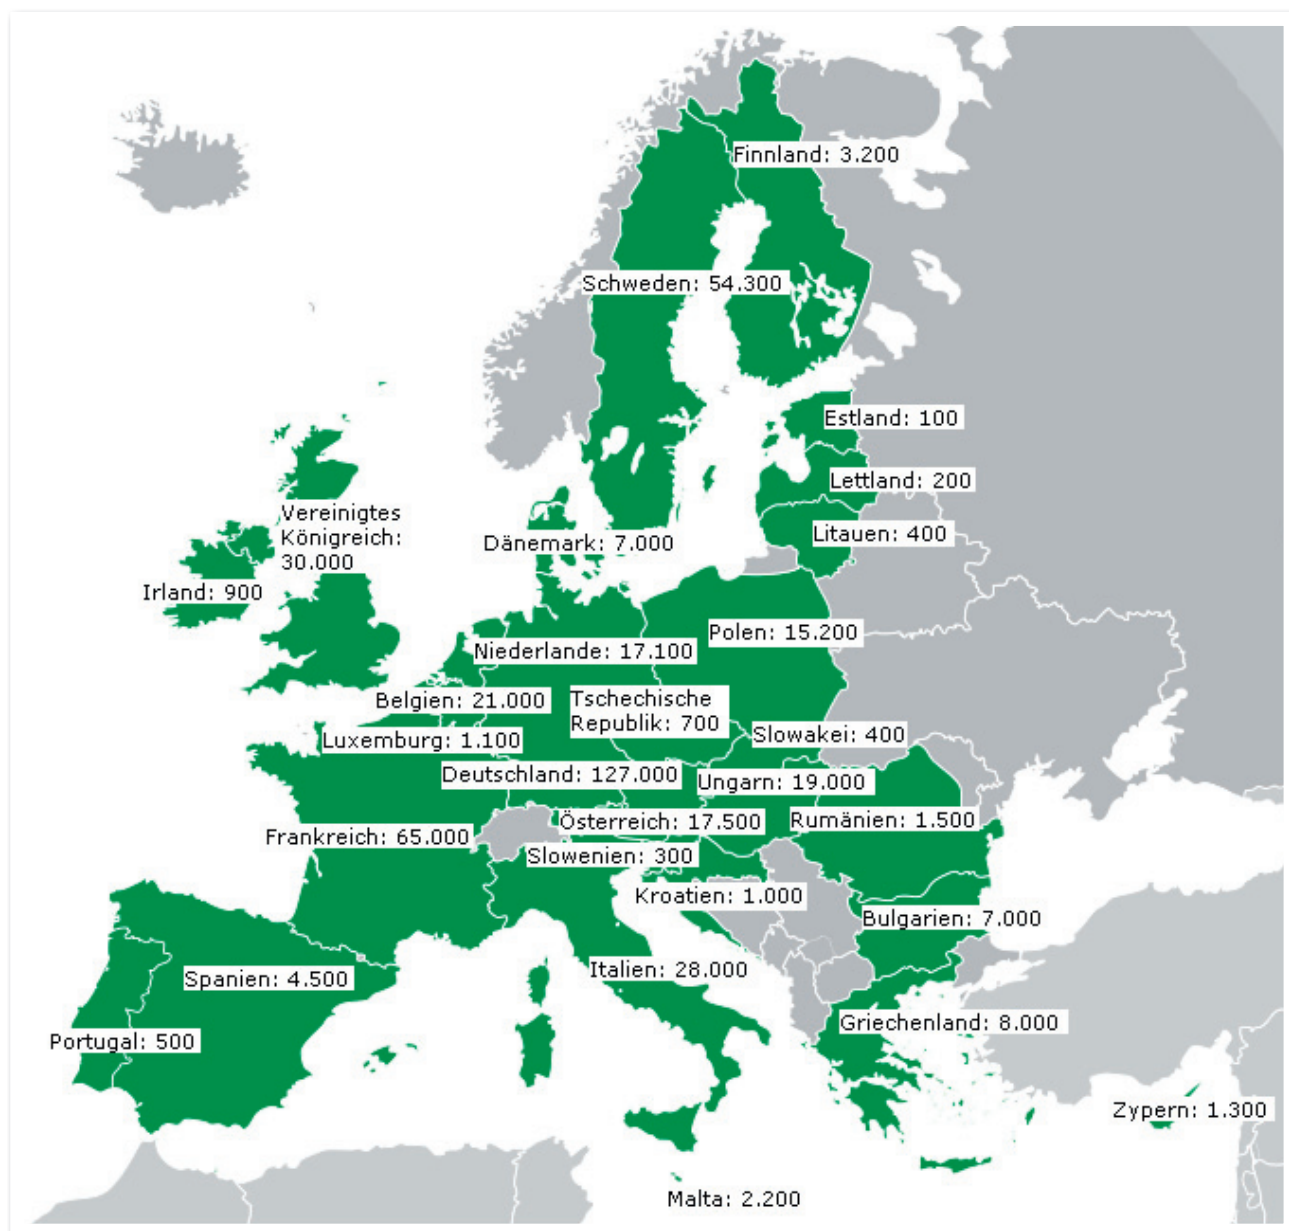 Finnland: 3.200
Schweden: 54.300
Estland: 100
Lettland: 200
Vereinigtes
Königreich:
30.000
Litauen: 400
Dänemark: 7.000
Irland: 900
Polen: 15.200
Niederlande: 17.100
Belgien: 21.000
Tschechische
Republik: 700
Slowakei: 400
Luxemburg: 1.100
Deutschland: 127.000
Ungarn: 19.000
Österreich: 17.500
Rumänien: 1.500
Frankreich: 65.000
Slowenien: 300
Kroatien: 1.000
Bulgarien: 7.000
Italien: 28.000
Spanien: 4.500
Griechenland: 8.000
Portugal: 500
Zypern: 1.300
Malta: 2.200